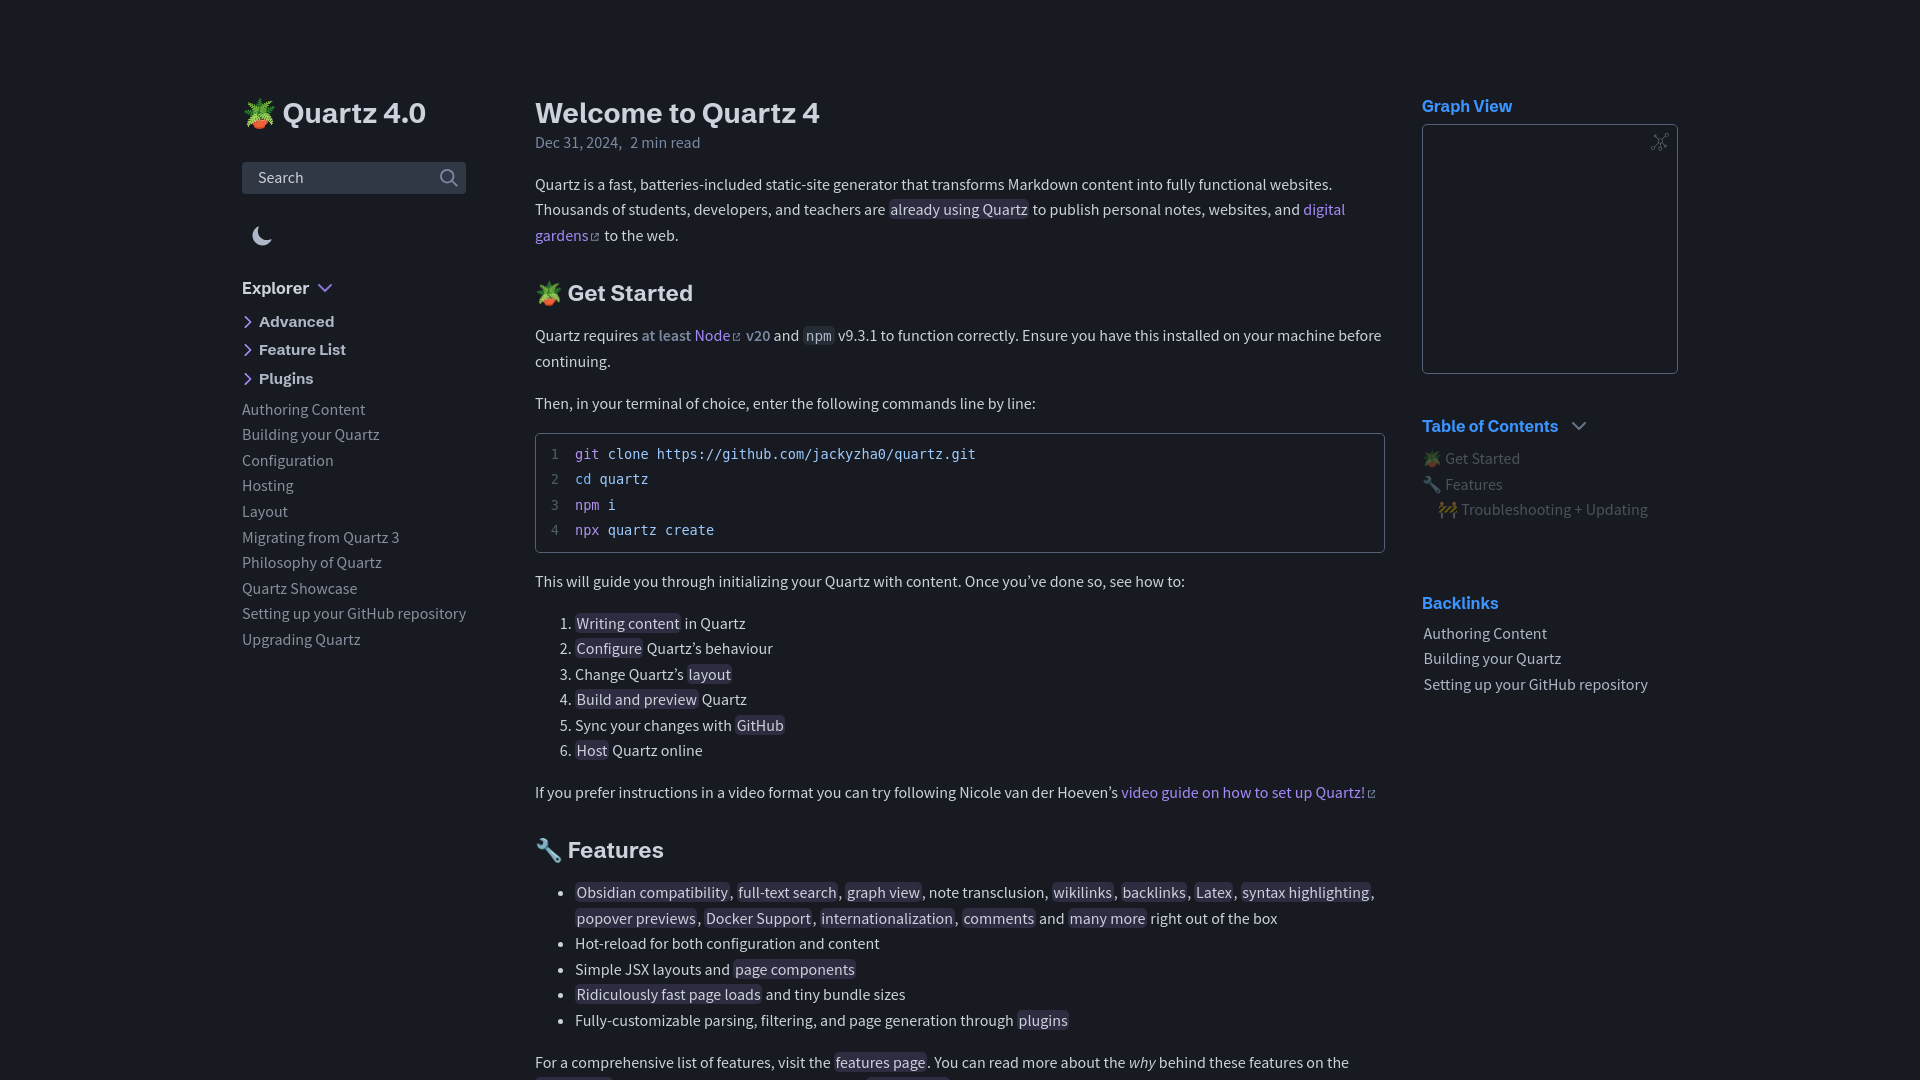 🪴 Quartz 4.0
Search
Explorer
Advanced
Feature List
Plugins
Authoring Content
Building your Quartz
Configuration
Hosting
Layout
Migrating from Quartz 3
Philosophy of Quartz
Quartz Showcase
Setting up your GitHub repository
Upgrading Quartz
Welcome to Quartz 4
Dec 31, 2024, 2 min read
Quartz is a fast, batteries-included static-site generator that transforms Markdown content into fully functional websites.
Thousands of students, developers, and teachers are already using Quartz to publish personal notes, websites, and digital
gardens to the web.
🪴 Get Started
Quartz requires at least Node v20 and npm v9.3.1 to function correctly. Ensure you have this installed on your machine before
continuing.
Then, in your terminal of choice, enter the following commands line by line:
1 git clone https://github.com/jackyzha0/quartz.git
2 cd quartz
3 npm i
4 npx quartz create
This will guide you through initializing your Quartz with content. Once you’ve done so, see how to:
1. Writing content in Quartz
2. Configure Quartz’s behaviour
3. Change Quartz’s layout
4. Build and preview Quartz
5. Sync your changes with GitHub
6. Host Quartz online
If you prefer instructions in a video format you can try following Nicole van der Hoeven’s video guide on how to set up Quartz!
🔧 Features
• Obsidian compatibility, full-text search, graph view, note transclusion, wikilinks, backlinks, Latex, syntax highlighting,
popover previews, Docker Support, internationalization, comments and many more right out of the box
• Hot-reload for both configuration and content
• Simple JSX layouts and page components
• Ridiculously fast page loads and tiny bundle sizes
• Fully-customizable parsing, filtering, and page generation through plugins
For a comprehensive list of features, visit the features page. You can read more about the why behind these features on the
Graph View
Table of Contents
🪴 Get Started
🔧 Features
🚧 Troubleshooting + Updating
Backlinks
Authoring Content
Building your Quartz
Setting up your GitHub repository